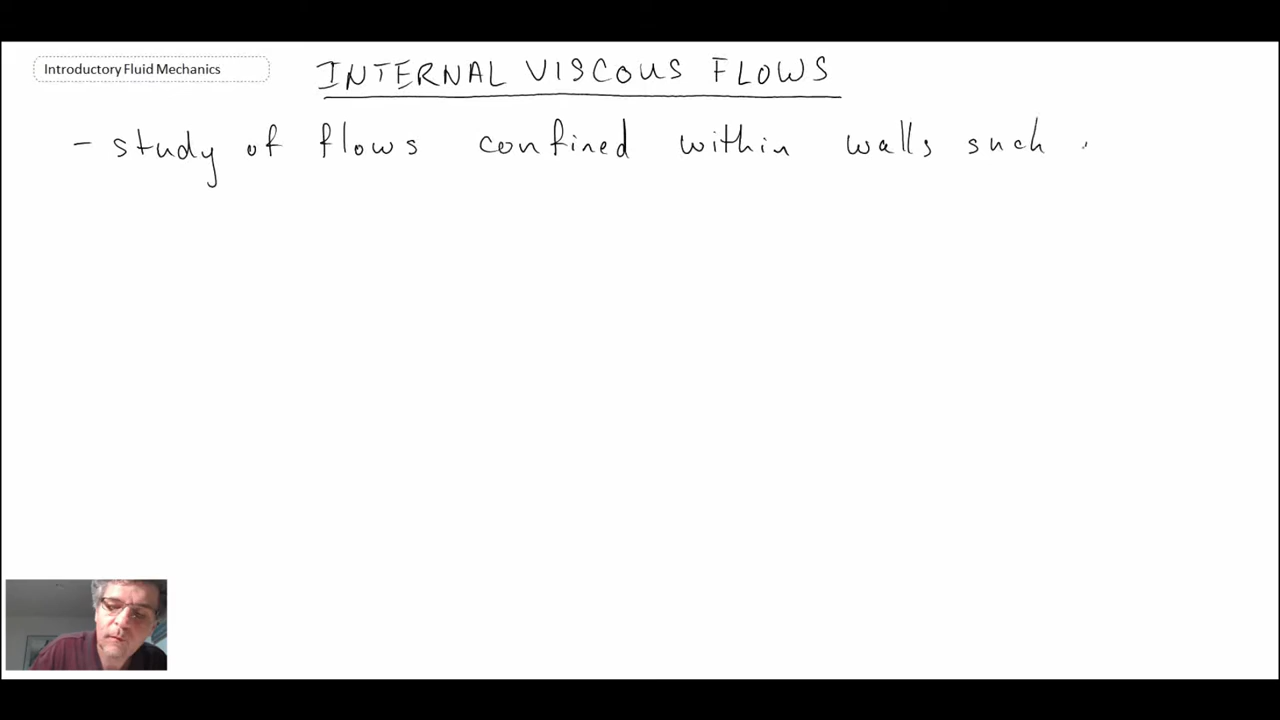 Introductory Fluid Mechanics
INTERNAL VISCOUS FLOWS
- study of flows confined within walls such